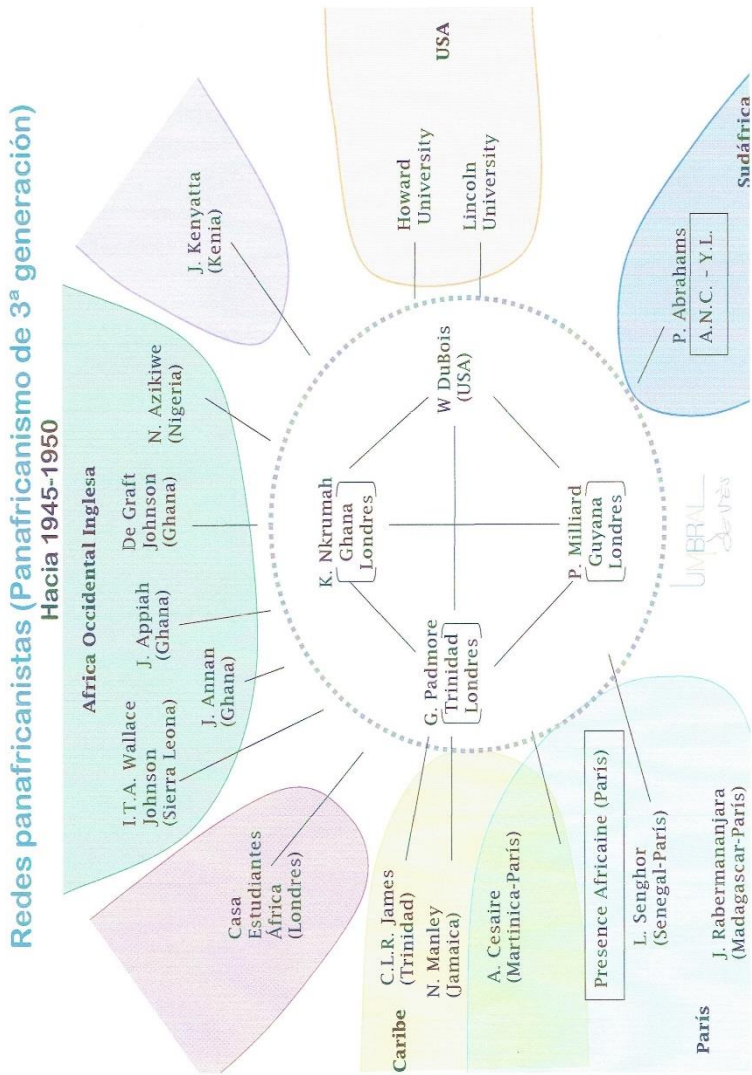 Redes panafricanistas (Panafricanismo de 3ª generación)
Hacia 1945-1950
Africa Occidental Inglesa
I.T.A. Wallace
Johnson
(Sierra Leona)
J. Annan
(Ghana)
J. Appiah
(Ghana)
De Graft
Johnson
(Ghana)
N. Azikiwe
(Nigeria)
J. Kenyatta
(Kenia)
Casa
Estudiantes
África
(Londres)
Caribe
C.L.R. James
(Trinidad)
N. Manley
(Jamaica)
A. Cesaire
(Martinica-París)
Presence Africaine (París)
L. Senghor
(Senegal-París)
J. Rabermananjara
(Madagascar-París)
París
K. Nkrumah
Ghana
Londres
G. Padmore
Trinidad
Londres
W DuBois
(USA)
P. Milliard
Guyana
Londres
Howard
University
Lincoln
University
USA
P. Abrahams
A.N.C. - Y.L.
Sudáfrica
UMBRAL